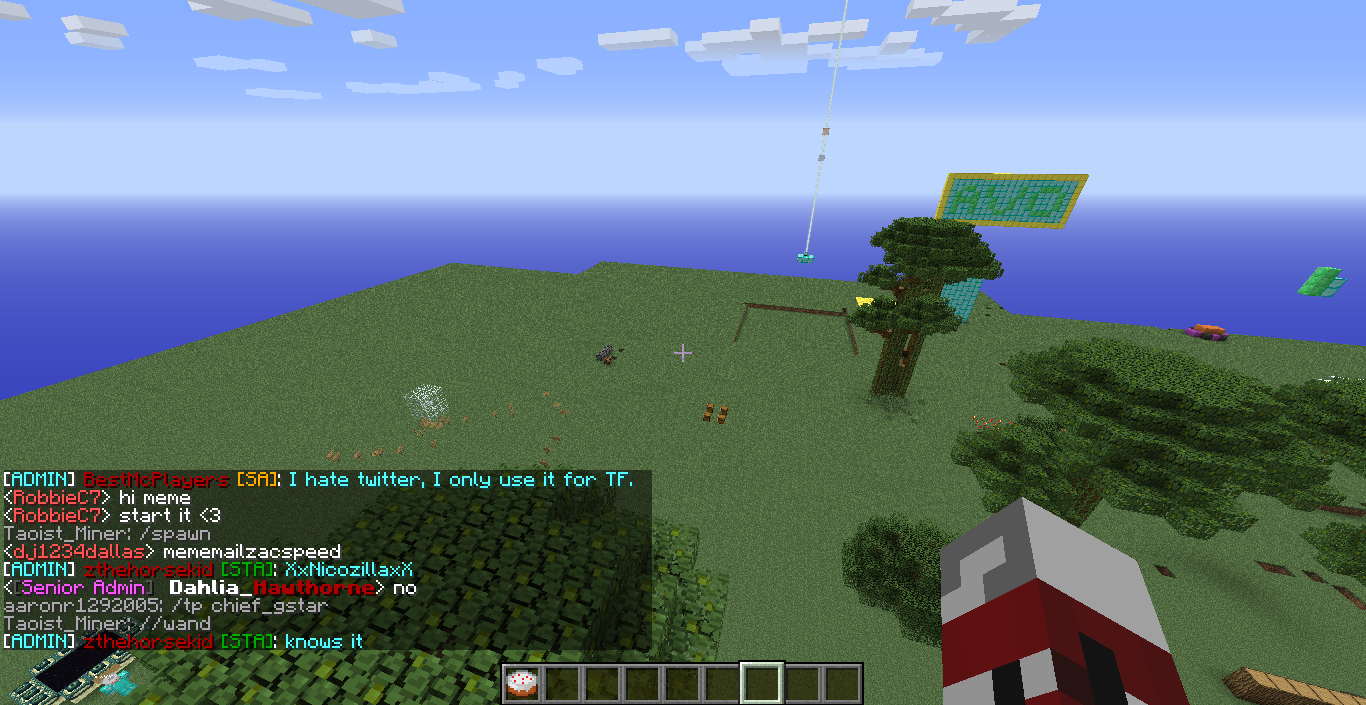 [ADMIN] BestMcPlayers [SA]: I hate twitter, I only use it for TF.
<RobbieC7> hi meme
<RobbieC7> start it <3
Taoist_Miner: /spawn
<dj1234dallas> mememailzacspeed
[ADMIN] zthehorsekid [STA]: XxNicozillaxX
<[Senior Admin] Dahlia_Hawthorne> no
aaronr1292005: /tp chief_gstar
Taoist_Miner: //wand
[ADMIN] zthehorsekid [STA]: knows it